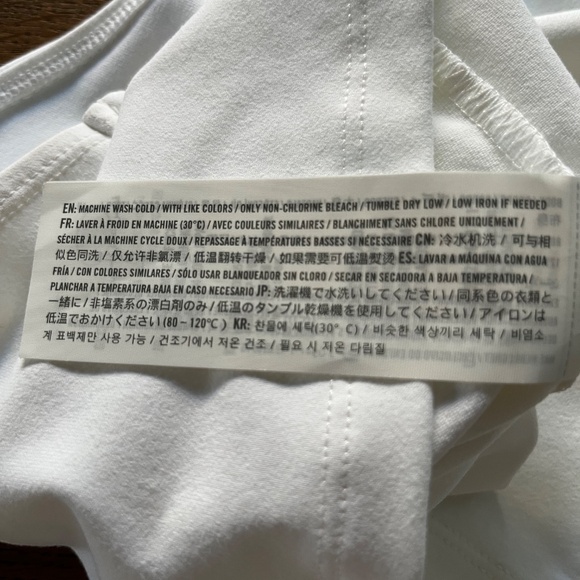 EN: MACHINE WASH COLD / WITH LIKE COLORS / ONLY NON-CHLORINE BLEACH / TUMBLE DRY LOW / LOW IRON IF NEEDED
FR: LAVER À FROID EN MACHINE (30°C) / AVEC COULEURS SIMILAIRES / BLANCHIMENT SANS CHLORE UNIQUEMENT /
SÉCHER À LA MACHINE CYCLE DOUX / REPASSAGE À TEMPÉRATURES BASSES SI NÉCESSAIRE CN: 冷水机洗 / 可与相
似色同洗 / 仅允许非氯漂 / 低温翻转干燥 / 如果需要可低温熨烫 ES: LAVAR A MÁQUINA CON AGUA
FRÍA / CON COLORES SIMILARES / SÓLO USAR BLANQUEADOR SIN CLORO / SECAR EN SECADORA A BAJA TEMPERATURA /
PLANCHAR A TEMPERATURA BAJA EN CASO NECESARIO JP: 洗濯機で水洗いしてください / 同系色の衣類と
一緒に / 非塩素系の漂白剤のみ / 低温のタンブル乾燥機を使用してください / アイロンは
低温でおかけください (80 – 120°C) KR: 찬물에 세탁(30° C) / 비슷한 색상끼리 세탁 / 비염소
계 표백제만 사용 가능 / 건조기에서 저온 건조 / 필요 시 저온 다림질